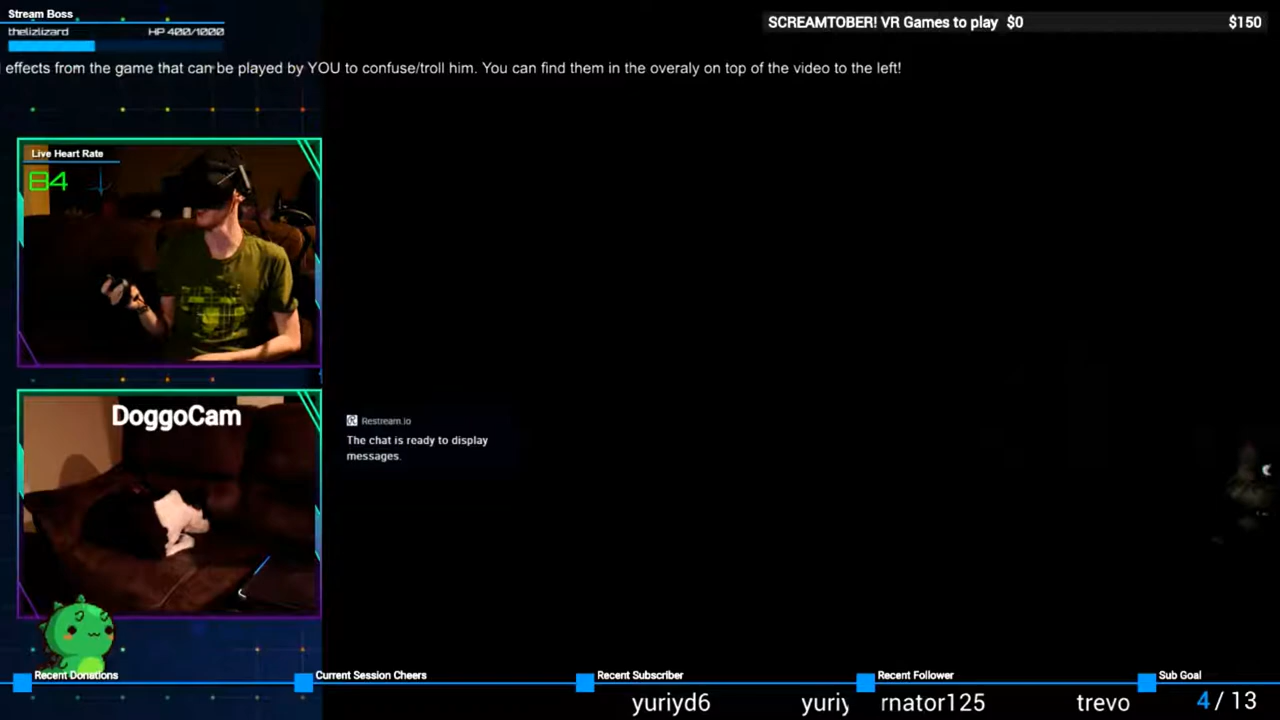 Stream Boss
thelizlizard HP 400/1000
SCREAMTOBER! VR Games to play $0 $150
effects from the game that can be played by YOU to confuse/troll him. You can find them in the overaly on top of the video to the left!
Live Heart Rate
84
DoggoCam
Restream.io
The chat is ready to display
messages.
Recent Donations
Current Session Cheers
Recent Subscriber
yuriyd6 yuriy
Recent Follower
rnator125 trevo
Sub Goal
4 / 13